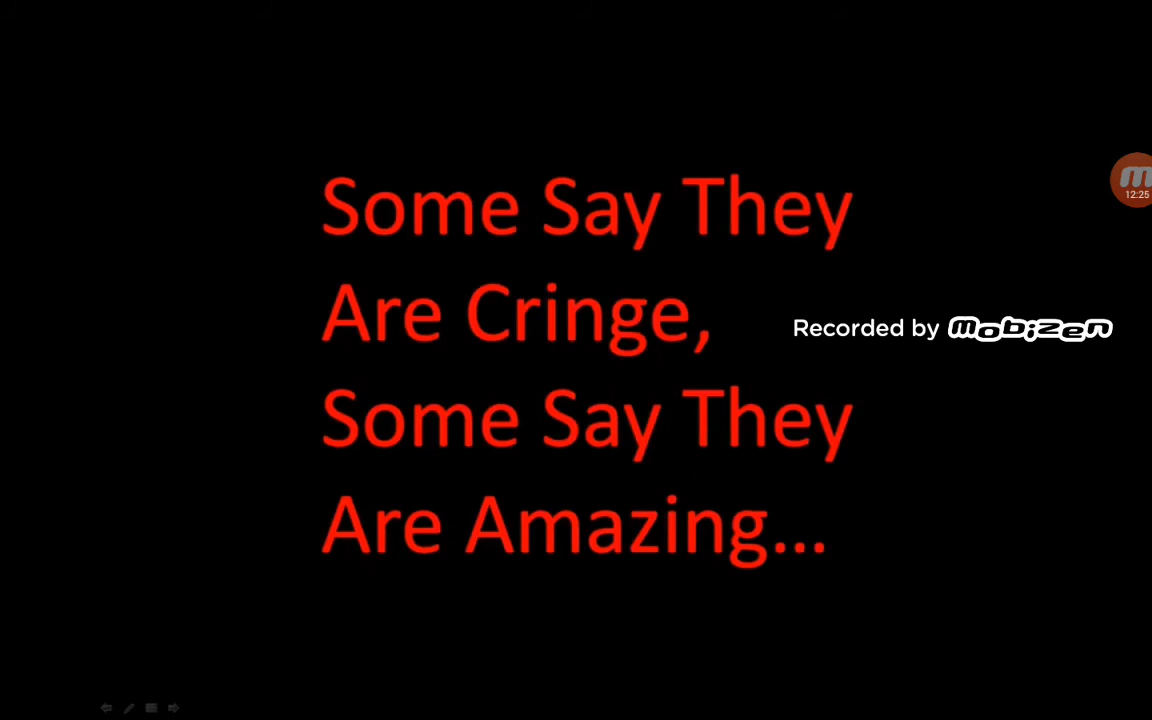 Some Say They
Are Cringe,
Some Say They
Are Amazing...
Recorded by mobizen
m
12:25